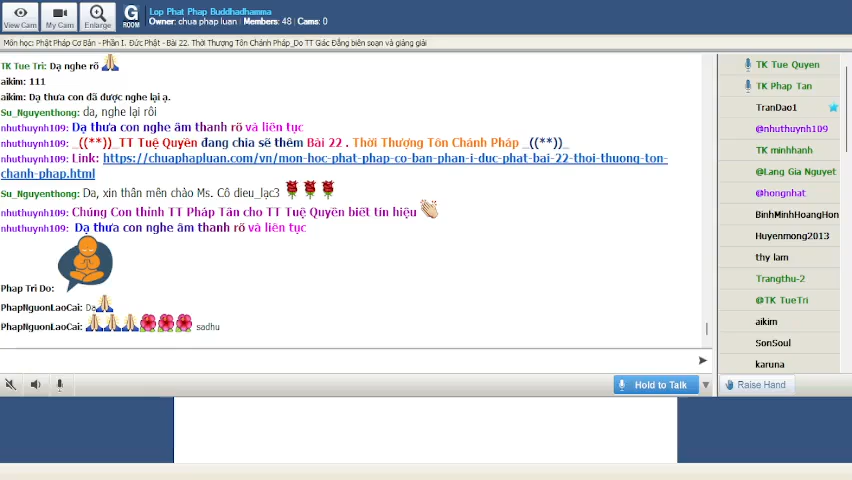 Lop Phat Phap Buddhadhamma
Owner: chua phap luan | Members: 48 | Cams: 0
View Cam
My Cam
Enlarge
G ROOM
Môn học: Phật Pháp Cơ Bản - Phần I. Đức Phật - Bài 22. Thời Thượng Tôn Chánh Pháp_Do TT Giác Đẳng biên soạn và giảng giải
TK Tue Tri: Dạ nghe rõ
aikim: 111
aikim: Dạ thưa con đã được nghe lại ạ.
Su_Nguyenthong: da, nghe lại rồi
nhuthuynh109: Dạ thưa con nghe âm thanh rõ và liên tục
nhuthuynh109: _((**))_TT Tuệ Quyền đang chia sẽ thêm Bài 22 . Thời Thượng Tôn Chánh Pháp _((**))_
nhuthuynh109: Link: https://chuaphapluan.com/vn/mon-hoc-phat-phap-co-ban-phan-i-duc-phat-bai-22-thoi-thuong-ton-
chanh-phap.html
Su_Nguyenthong: Da, xin thân mến chào Ms. Cô dieu_lạc3
nhuthuynh109: Chúng Con thỉnh TT Pháp Tân cho TT Tuệ Quyền biết tín hiệu
nhuthuynh109: Dạ thưa con nghe âm thanh rõ và liên tục
Phap Tri Do:
PhapNguonLaoCai: Da
PhapNguonLaoCai: sadhu
TK Tue Quyen
TK Phap Tan
TranDao1
@nhuthuynh109
TK minhhanh
@Lang Gia Nguyet
@hongnhat
BinhMinhHoangHon
Huyenmong2013
thy lam
Trangthu-2
@TK TueTri
aikim
SonSoul
karuna
Hold to Talk
Raise Hand